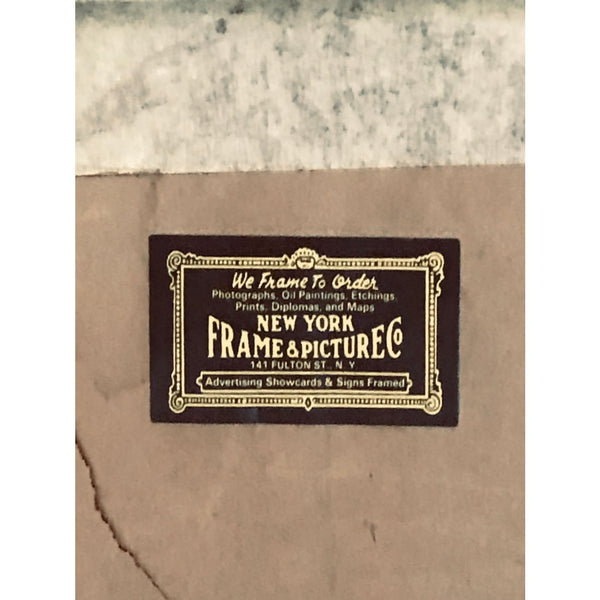 We Frame To Order
Photographs, Oil Paintings, Etchings,
Prints, Diplomas, and Maps
NEW YORK
FRAME & PICTURE Co
141 FULTON ST., N. Y.
Advertising Showcards & Signs Framed